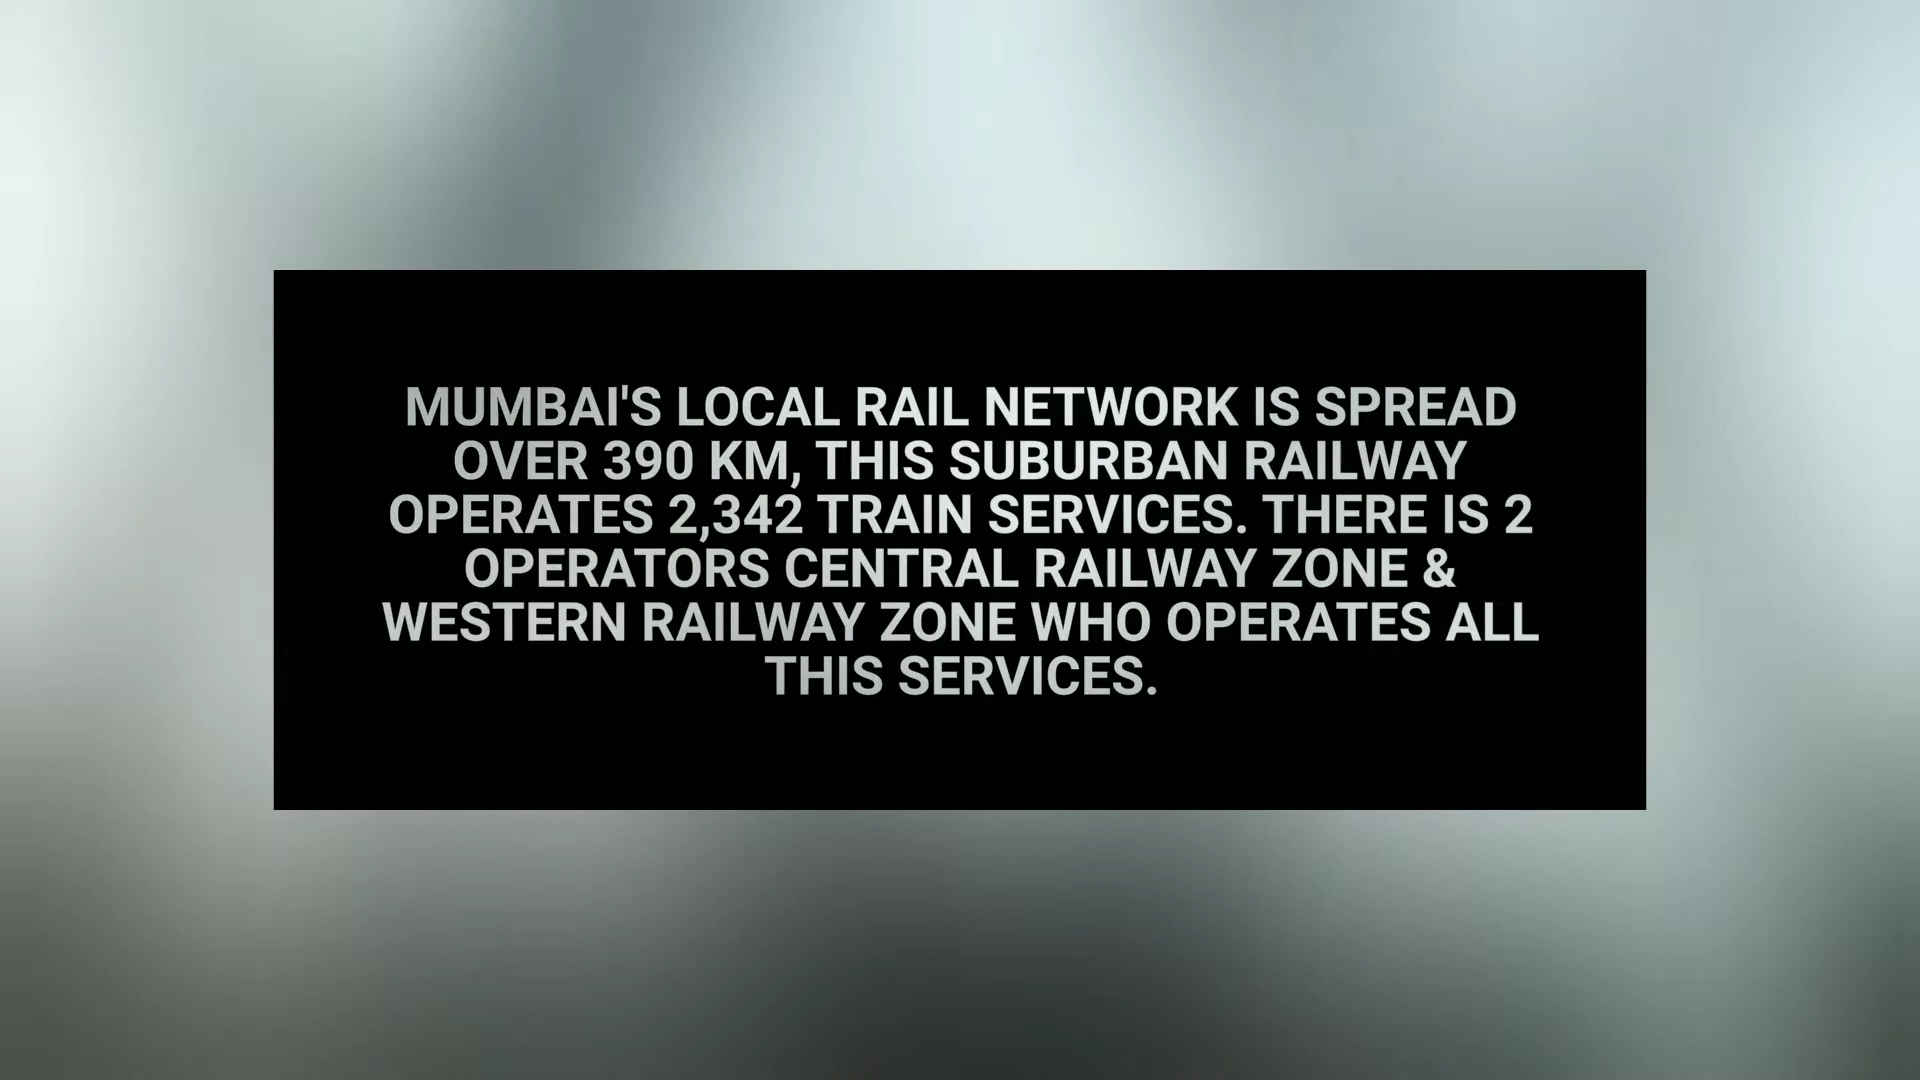 MUMBAI'S LOCAL RAIL NETWORK IS SPREAD
OVER 390 KM, THIS SUBURBAN RAILWAY
OPERATES 2,342 TRAIN SERVICES. THERE IS 2
OPERATORS CENTRAL RAILWAY ZONE &
WESTERN RAILWAY ZONE WHO OPERATES ALL
THIS SERVICES.